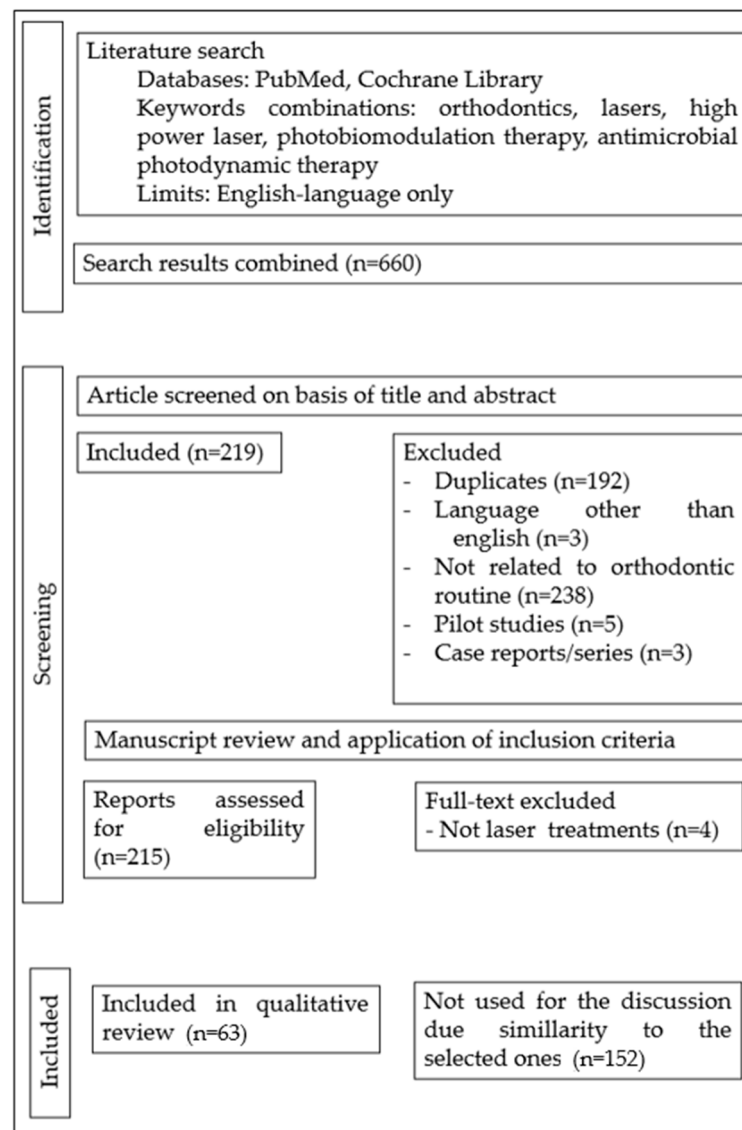 Identification
Literature search
Databases: PubMed, Cochrane Library
Keywords combinations: orthodontics, lasers, high
power laser, photobiomodulation therapy, antimicrobial
photodynamic therapy
Limits: English-language only
Search results combined (n=660)
Screening
Article screened on basis of title and abstract
Included (n=219)
Excluded
- Duplicates (n=192)
- Language other than
english (n=3)
- Not related to orthodontic
routine (n=238)
- Pilot studies (n=5)
- Case reports/series (n=3)
Manuscript review and application of inclusion criteria
Reports assessed
for eligibility
(n=215)
Full-text excluded
- Not laser treatments (n=4)
Included
Included in qualitative
review (n=63)
Not used for the discussion
due simillarity to the
selected ones (n=152)